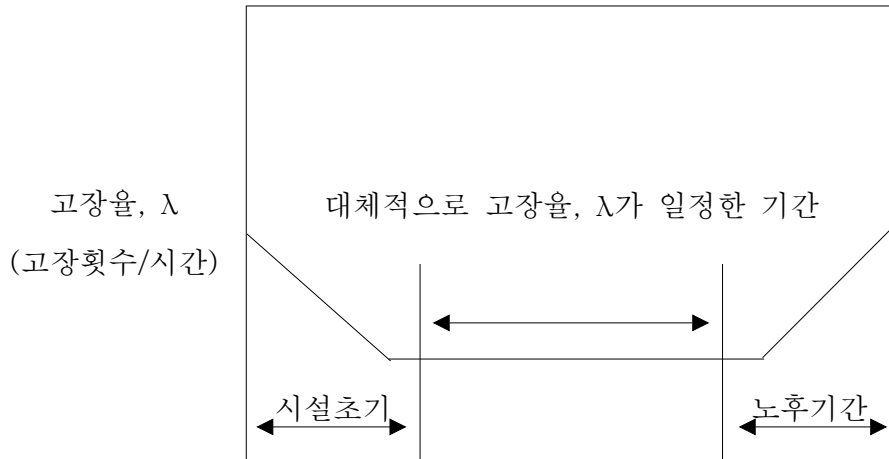 고장율, λ
(고장횟수/시간)
대체적으로 고장율, λ가 일정한 기간
시설초기
노후기간